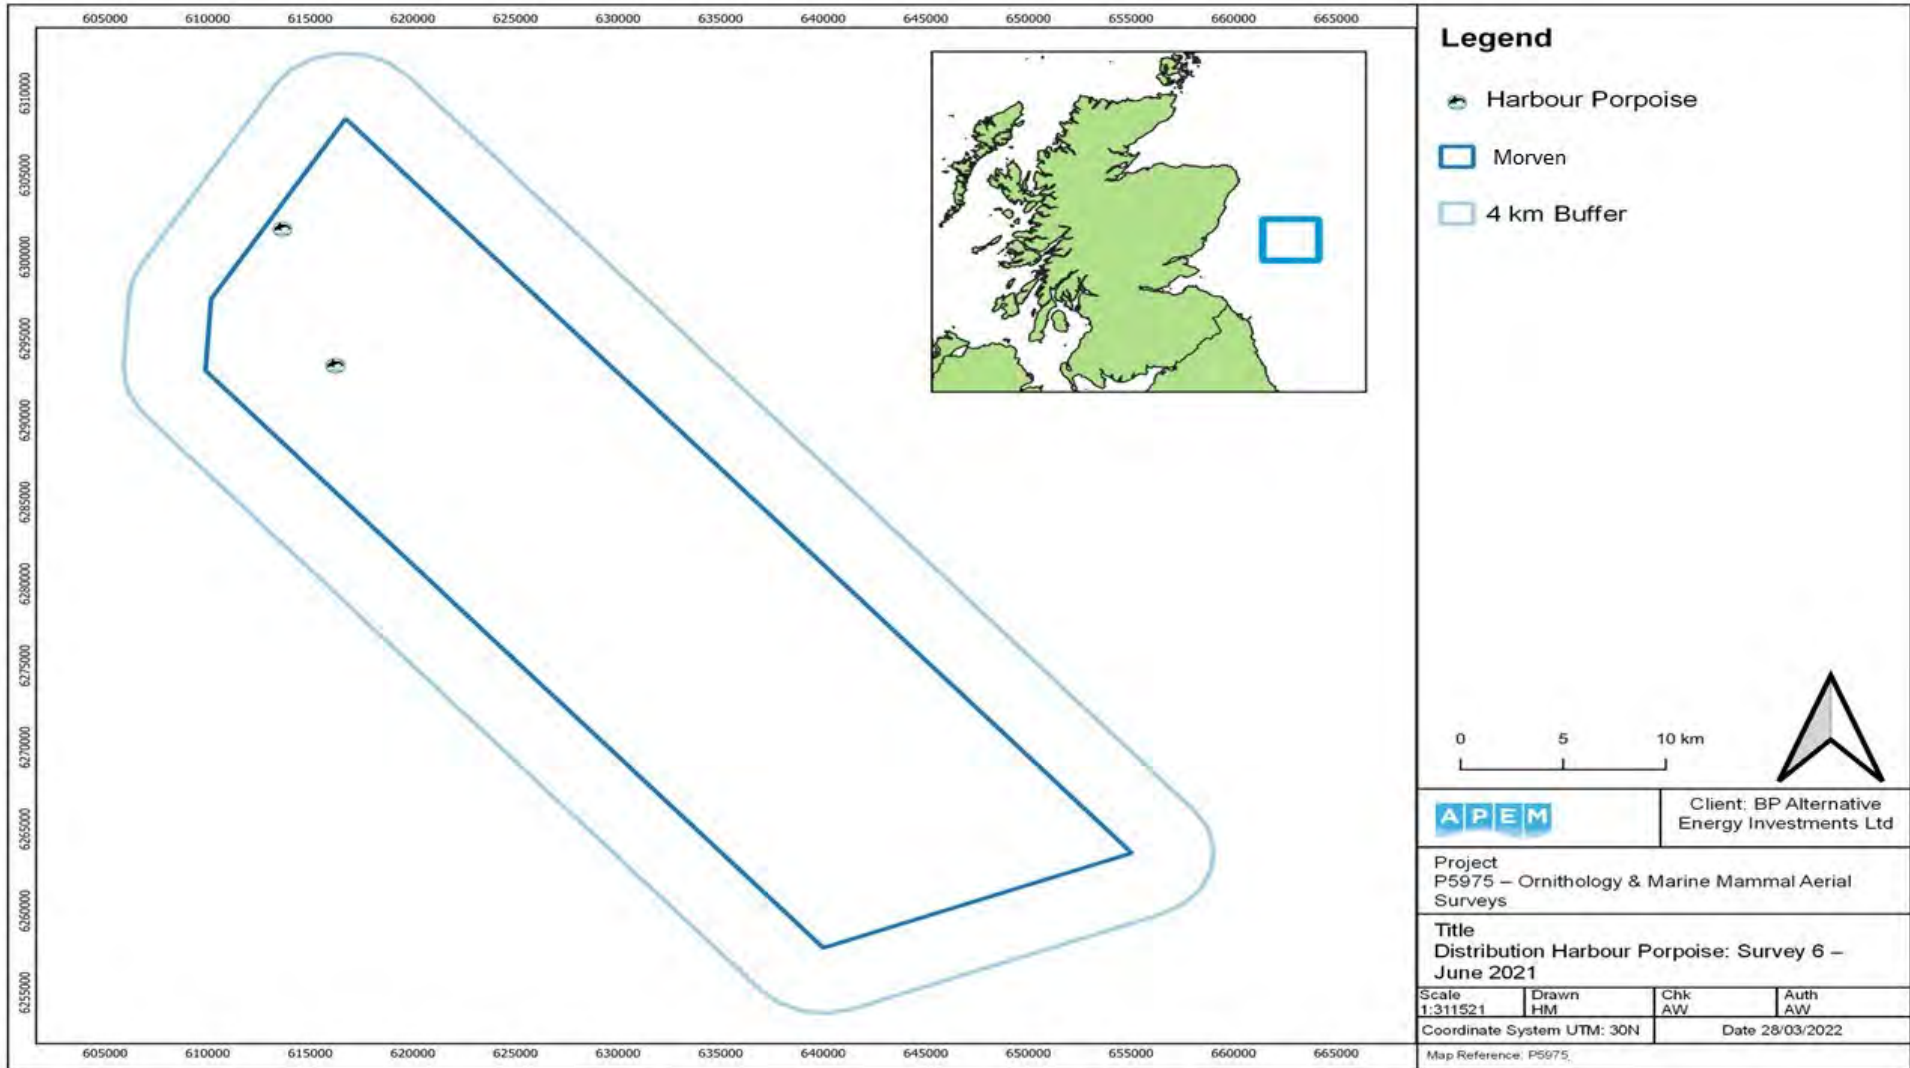 605000 610000 615000 620000 625000 630000 635000 640000 645000 650000 655000 660000 665000
6310000
6305000
6300000
6295000
6290000
6285000
6280000
6275000
6270000
6265000
6260000
6255000
605000 610000 615000 620000 625000 630000 635000 640000 645000 650000 655000 660000 665000
Legend
Harbour Porpoise
Morven
4 km Buffer
0 5 10 km
APEM
Client: BP Alternative
Energy Investments Ltd
Project
P5975 – Ornithology & Marine Mammal Aerial
Surveys
Title
Distribution Harbour Porpoise: Survey 6 –
June 2021
Scale Drawn Chk Auth
1:311521 HM AW AW
Coordinate System UTM: 30N Date 28/03/2022
Map Reference: P5975